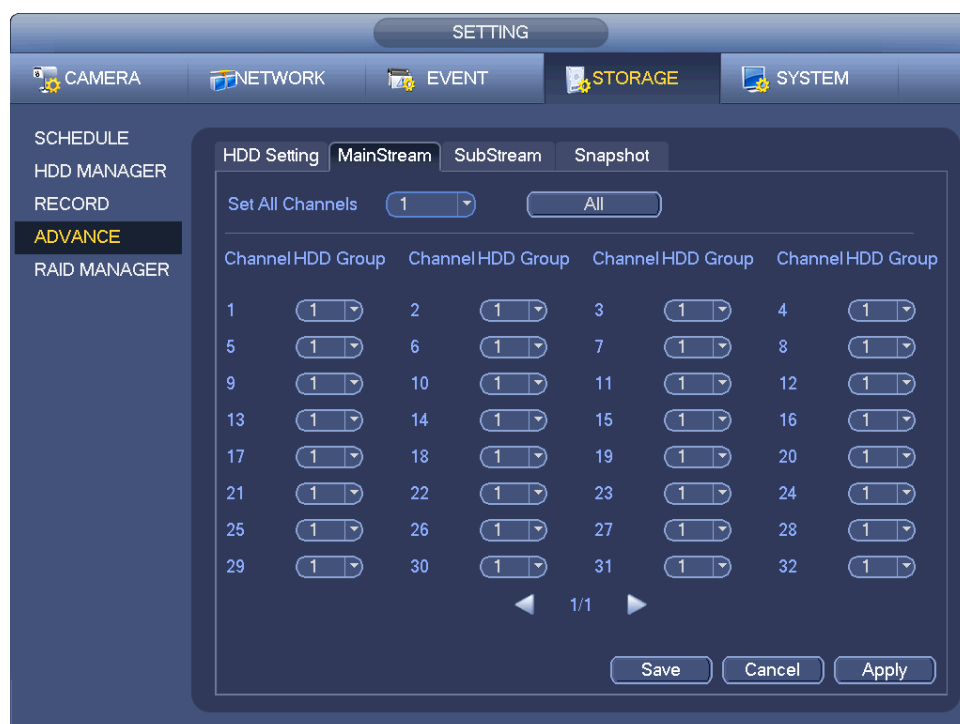 SETTING
CAMERA NETWORK EVENT STORAGE SYSTEM
SCHEDULE
HDD MANAGER
RECORD
ADVANCE
RAID MANAGER
HDD Setting MainStream SubStream Snapshot
Set All Channels 1 All
Channel HDD Group Channel HDD Group Channel HDD Group Channel HDD Group
1 1 2 1 3 1 4 1
5 1 6 1 7 1 8 1
9 1 10 1 11 1 12 1
13 1 14 1 15 1 16 1
17 1 18 1 19 1 20 1
21 1 22 1 23 1 24 1
25 1 26 1 27 1 28 1
29 1 30 1 31 1 32 1
1/1
Save Cancel Apply